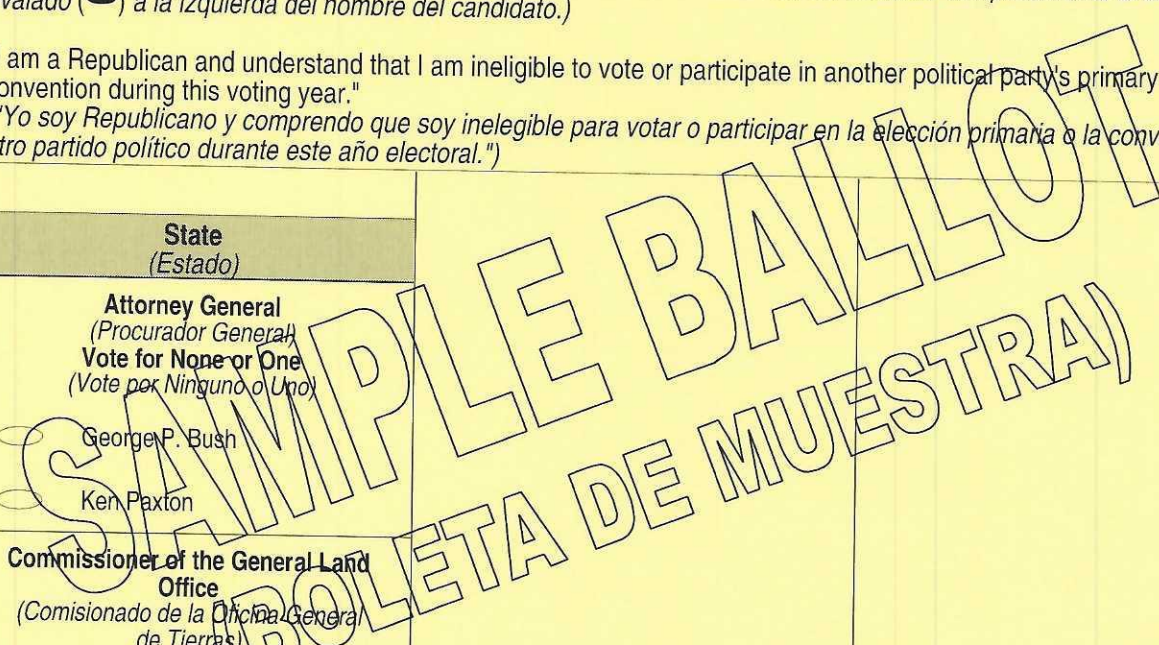 a la izquierda del nombre del candidato.)
am a Republican and understand that I am ineligible to vote or participate in another political party's primary
onvention during this voting year."
"Yo soy Republicano y comprendo que soy inelegible para votar o participar en la elección primaria o la conv
tro partido político durante este año electoral.")
State
(Estado)
Attorney General
(Procurador General)
Vote for None or One
(Vote por Ninguno o Uno)
George P. Bush
Ken Paxton
Commissioner of the General Land
Office
(Comisionado de la Oficina General
de Tierras)
SAMPLE BALLOT
(BOLETA DE MUESTRA)